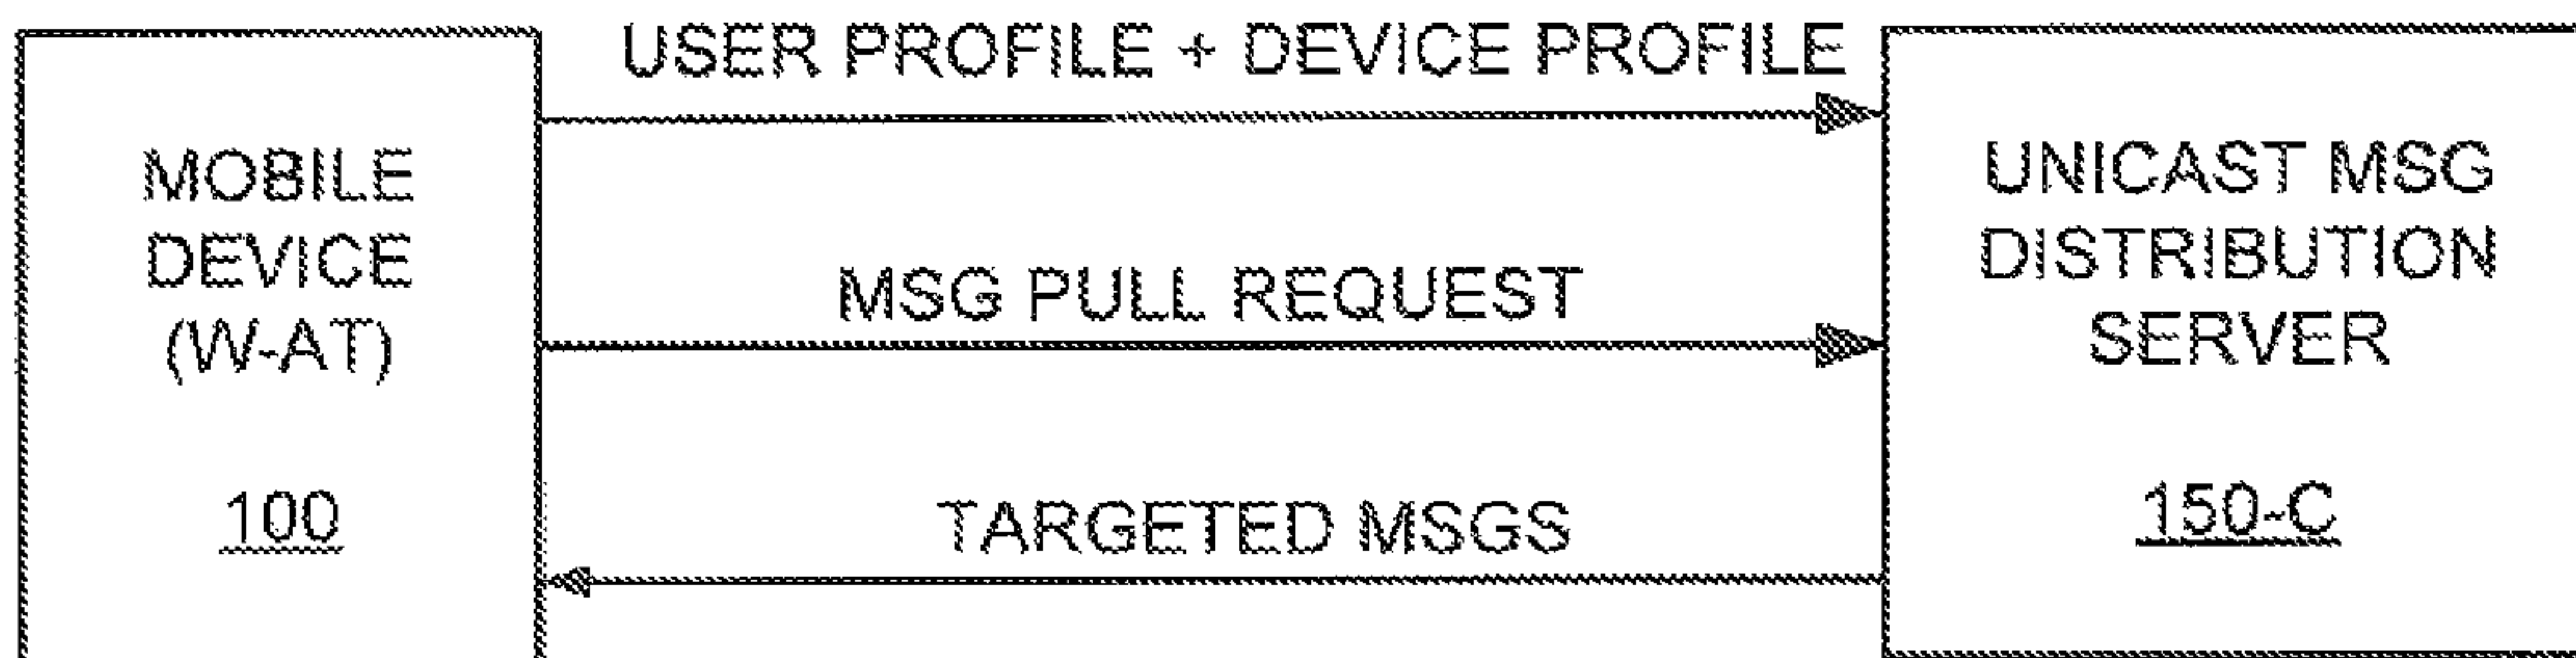 USER PROFILE + DEVICE PROFILE
MOBILE
DEVICE
(W-AT)
100
MSG PULL REQUEST
TARGETED MSGS
UNICAST MSG
DISTRIBUTION
SERVER
150-C